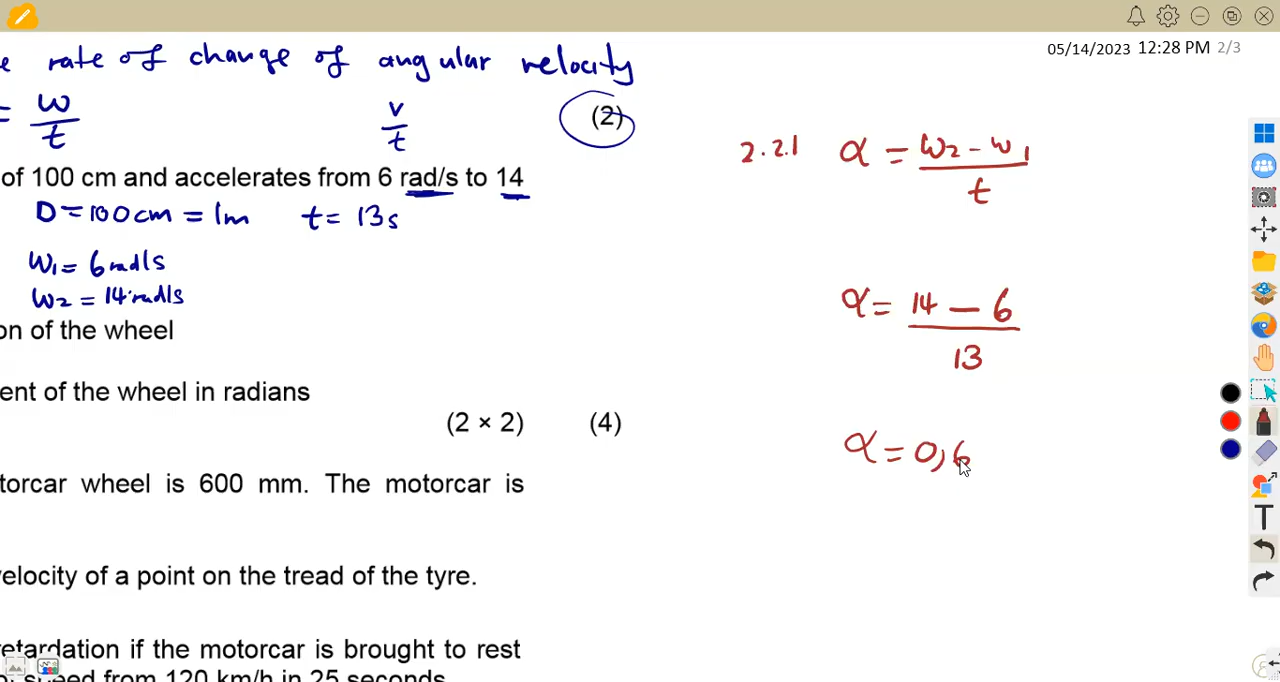 05/14/2023 12:28 PM 2/3
e rate of change of angular velocity
= w/t v/t (2)
of 100 cm and accelerates from 6 rad/s to 14
D = 100cm = 1m t = 13s
W1 = 6 rad/s
W2 = 14 rad/s
on of the wheel
ent of the wheel in radians
(2 × 2) (4)
torcar wheel is 600 mm. The motorcar is
velocity of a point on the tread of the tyre.
retardation if the motorcar is brought to rest
speed from 120 km/h in 25 seconds
2.2.1 α = w2 - w1
t
α = 14 - 6
13
α = 0,6
T